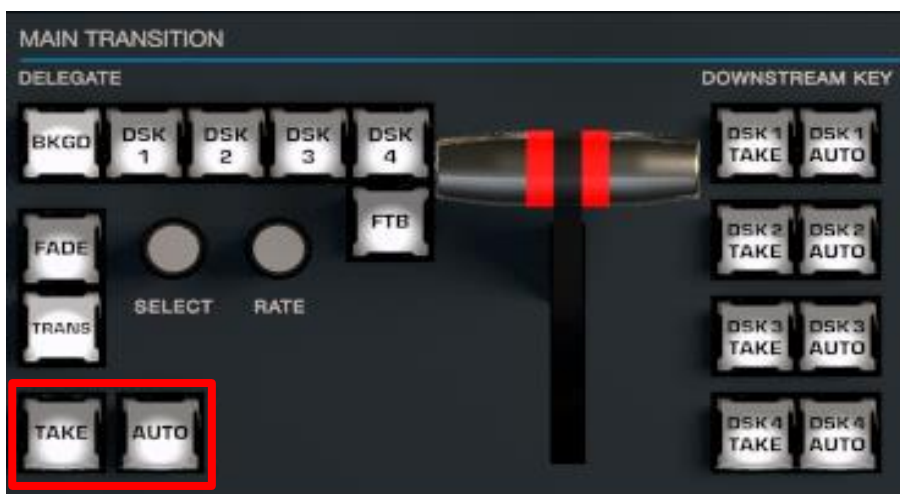 MAIN TRANSITION
DELEGATE
DOWNSTREAM KEY
BKGD
DSK
1
DSK
2
DSK
3
DSK
4
FTB
FADE
TRANS
SELECT
RATE
TAKE
AUTO
DSK 1
TAKE
DSK 1
AUTO
DSK 2
TAKE
DSK 2
AUTO
DSK 3
TAKE
DSK 3
AUTO
DSK 4
TAKE
DSK 4
AUTO